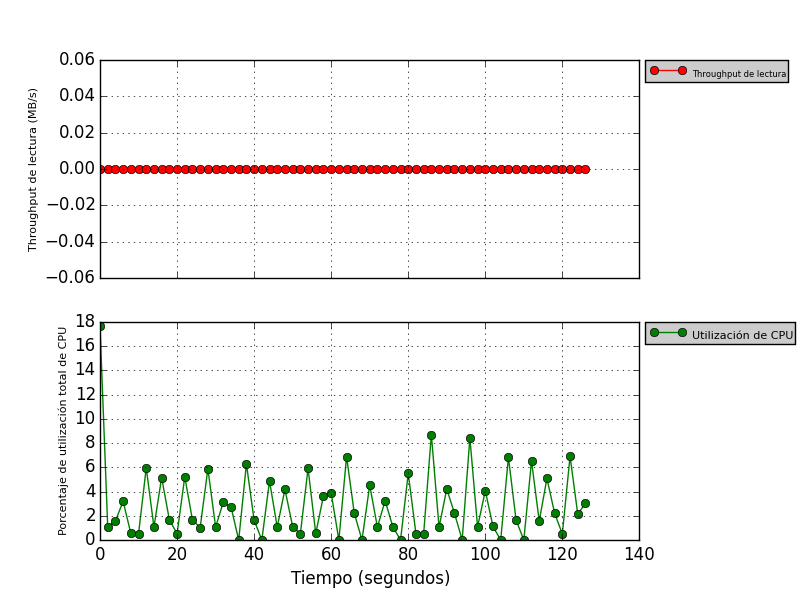 Throughput de lectura (MB/s)
0.06
0.04
0.02
0.00
−0.02
−0.04
−0.06
Throughput de lectura
Porcentaje de utilización total de CPU
18
16
14
12
10
8
6
4
2
0
Utilización de CPU
0 20 40 60 80 100 120 140
Tiempo (segundos)